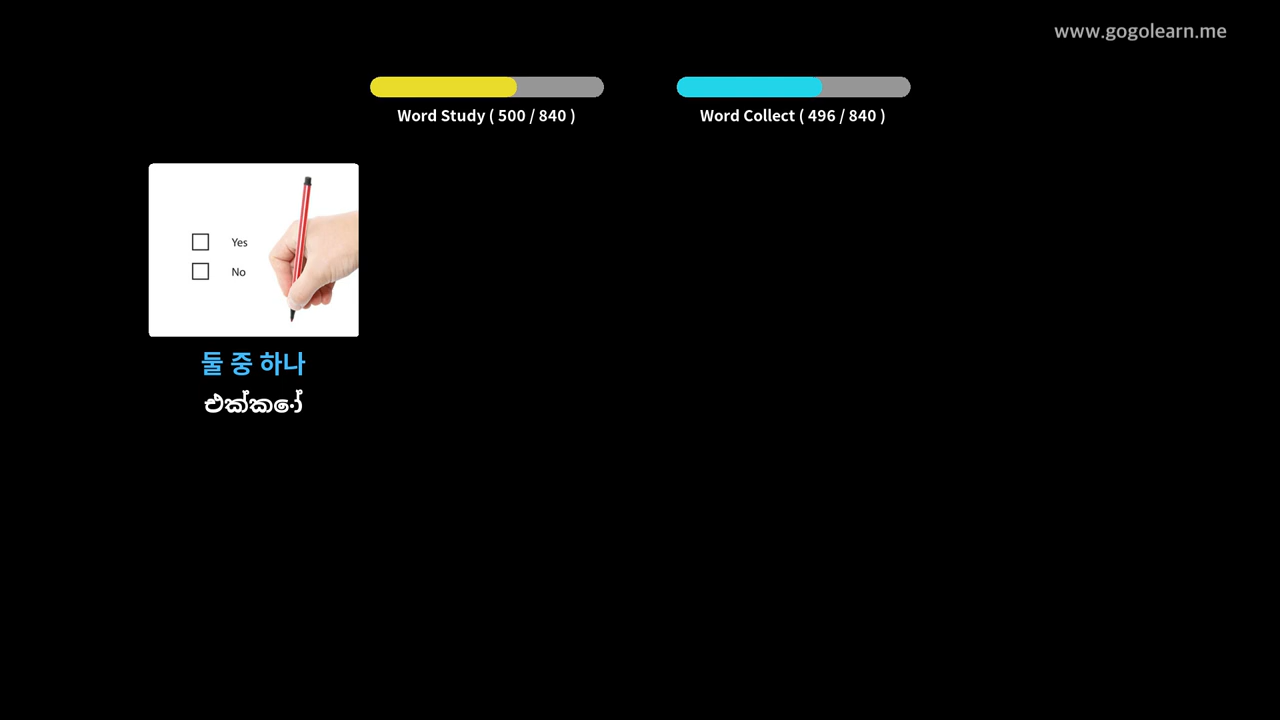 www.gogolearn.me
Word Study ( 500 / 840 )
Word Collect ( 496 / 840 )
Yes
No
둘 중 하나
එක්කෝ